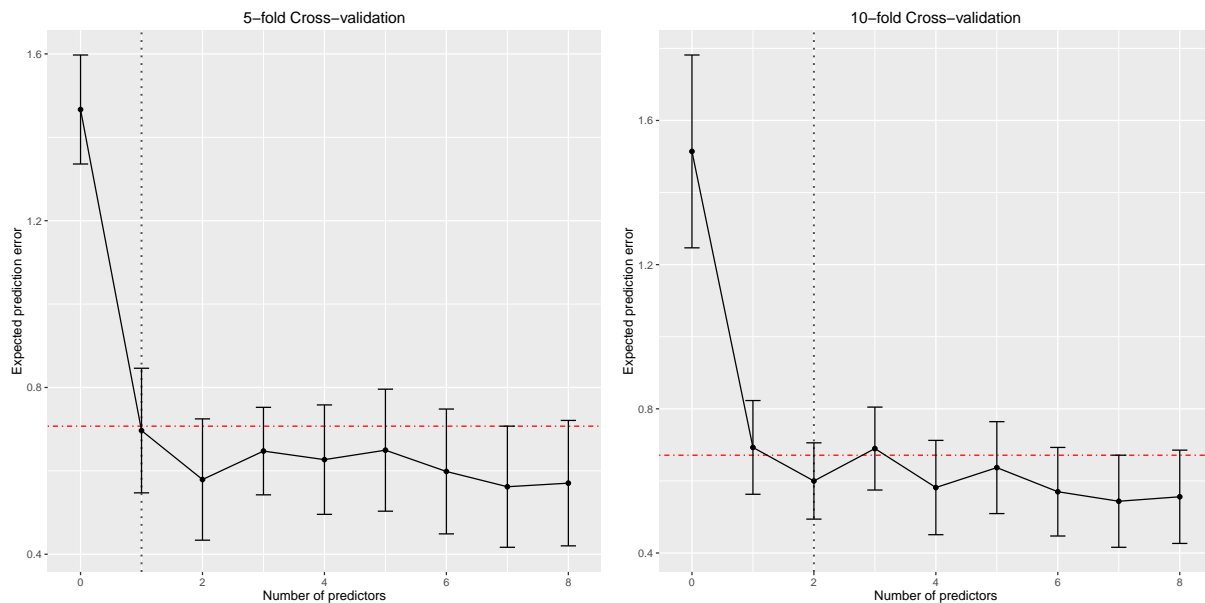 5−fold Cross−validation
Expected prediction error
1.6
1.2
0.8
0.4
0 2 4 6 8
Number of predictors
10−fold Cross−validation
Expected prediction error
1.6
1.2
0.8
0.4
0 2 4 6 8
Number of predictors